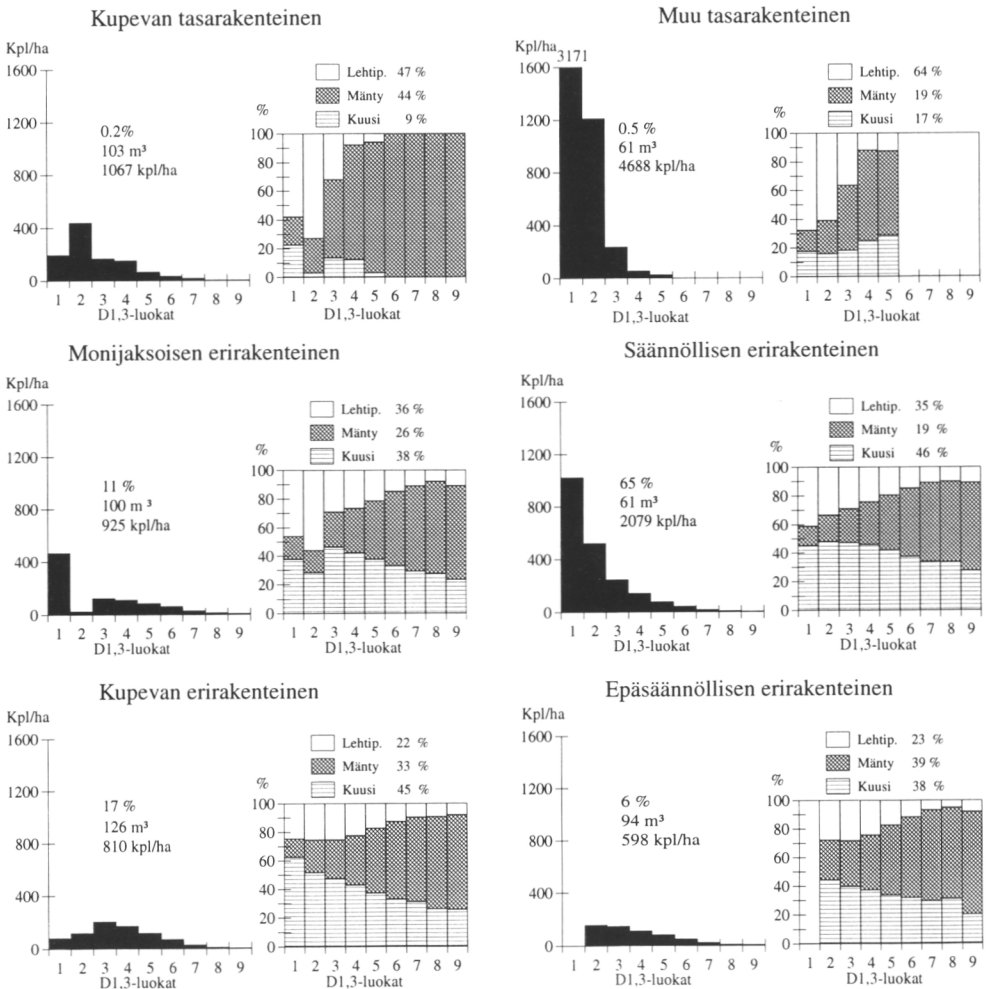 Kupevan tasarakenteinen
Kpl/ha
1600
1200
800
400
0
0.2%
103 m³
1067 kpl/ha
1 2 3 4 5 6 7 8 9
D1,3-luokat
Lehtip. 47 %
Mänty 44 %
Kuusi 9 %
%
100
80
60
40
20
0
1 2 3 4 5 6 7 8 9
Muu tasarakenteinen
Kpl/ha
3171
1600
1200
800
400
0
0.5 %
61 m³
4688 kpl/ha
1 2 3 4 5 6 7 8 9
D1,3-luokat
Lehtip. 64 %
Mänty 19 %
Kuusi 17 %
%
100
80
60
40
20
0
1 2 3 4 5 6 7 8 9
D1,3-luokat
Monijaksoisen erirakenteinen
Kpl/ha
1600
1200
800
400
0
11 %
100 m ³
925 kpl/ha
1 2 3 4 5 6 7 8 9
D1,3-luokat
Lehtip. 36 %
Mänty 26 %
Kuusi 38 %
%
100
80
60
40
20
0
1 2 3 4 5 6 7 8 9
D1,3-luokat
Säännöllisen erirakenteinen
Kpl/ha
1600
1200
800
400
0
65 %
61 m³
2079 kpl/ha
1 2 3 4 5 6 7 8 9
D1,3-luokat
Lehtip. 35 %
Mänty 19 %
Kuusi 46 %
%
100
80
60
40
20
0
1 2 3 4 5 6 7 8 9
D1,3-luokat
Kupevan erirakenteinen
Kpl/ha
1600
1200
800
400
0
17 %
126 m³
810 kpl/ha
1 2 3 4 5 6 7 8 9
D1,3-luokat
Lehtip. 22 %
Mänty 33 %
Kuusi 45 %
%
100
80
60
40
20
0
1 2 3 4 5 6 7 8 9
D1,3-luokat
Epäsäännöllisen erirakenteinen
Kpl/ha
1600
1200
800
400
0
6 %
94 m³
598 kpl/ha
1 2 3 4 5 6 7 8 9
D1,3-luokat
Lehtip. 23 %
Mänty 39 %
Kuusi 38 %
%
100
80
60
40
20
0
1 2 3 4 5 6 7 8 9
D1,3-luokat